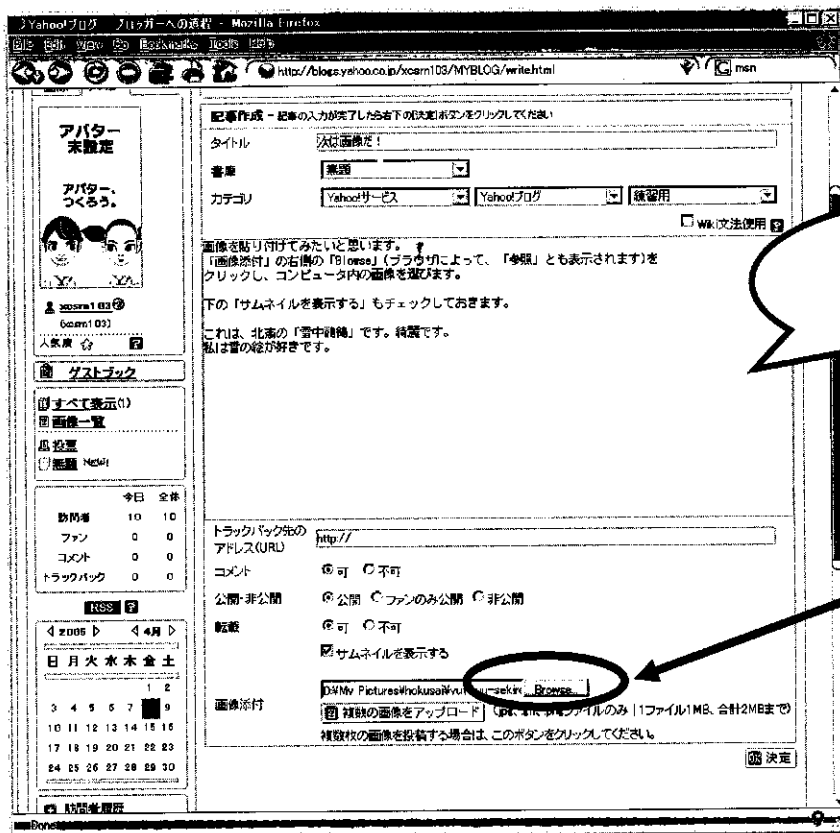 Yahoo!ブログ - ブロガーへの道程 - Mozilla Firefox
File Edit View Go Bookmarks Tools Help
http://blogs.yahoo.co.jp/xosrn103/MYBLOG/write.html
msn
アバター
未設定
アバター、
つくろう。
人気度
ゲストブック
すべて表示(1)
画像一覧
投票
無題 New!
今日 全体
訪問者 10 10
ファン 0 0
コメント 0 0
トラックバック 0 0
RSS
2005 4月
日 月 火 水 木 金 土
1 2
3 4 5 6 7 9
10 11 12 13 14 15 16
17 18 19 20 21 22 23
24 25 26 27 28 29 30
訪問者履歴
記事作成 - 記事の入力が完了したら右下の[決定]ボタンをクリックしてください
タイトル 次は画像だ!
書庫 無題
カテゴリ Yahoo!サービス Yahoo!ブログ 練習用
Wiki文法使用
画像を貼り付けてみたいと思います。
「画像添付」の右側の「Blowse」(ブラウザによって、「参照」とも表示されます)を
クリックし、コンピュータ内の画像を選びます。
下の「サムネイルを表示する」もチェックしておきます。
これは、北斎の「雪中」です。綺麗です。
私は雪の絵が好きです。
トラックバック先の
アドレス(URL) http://
コメント 可 不可
公開・非公開 公開 ファンのみ公開 非公開
転載 可 不可
サムネイルを表示する
画像添付 D:¥My Pictures¥hokusai¥ Browse...
複数の画像をアップロード ファイルのみ | 1ファイル1MB、合計2MBまで)
複数枚の画像を投稿する場合は、このボタンをクリックしてください。
決定
Done
9